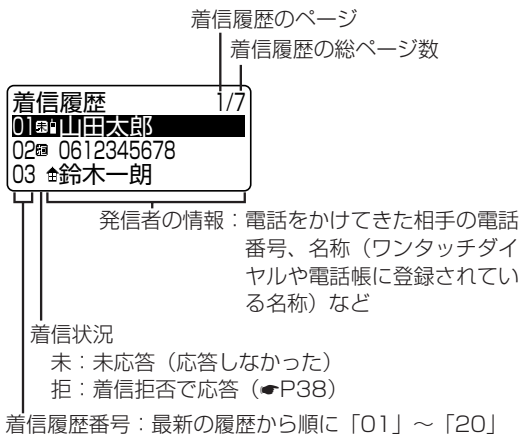 着信履歴のページ
着信履歴の総ページ数
着信履歴 1/7
01未山田太郎
02拒 0612345678
03 鈴木一朗
発信者の情報：電話をかけてきた相手の電話
番号、名称（ワンタッチダイ
ヤルや電話帳に登録されてい
る名称）など
着信状況
未：未応答（応答しなかった）
拒：着信拒否で応答（☛P38）
着信履歴番号：最新の履歴から順に「01」～「20」